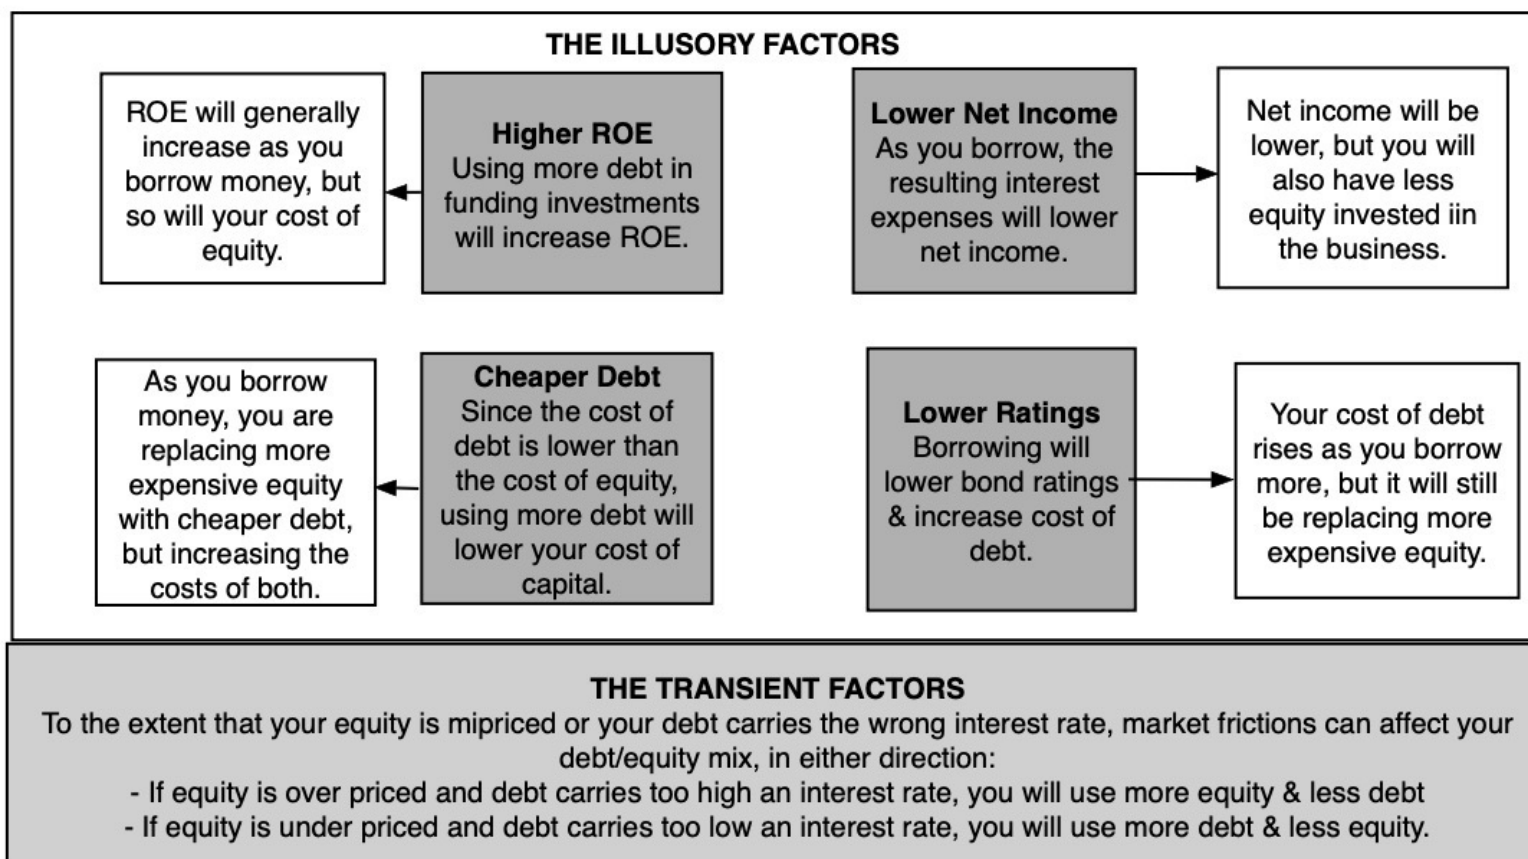 THE ILLUSORY FACTORS
ROE will generally
increase as you
borrow money, but
so will your cost of
equity.
Higher ROE
Using more debt in
funding investments
will increase ROE.
Lower Net Income
As you borrow, the
resulting interest
expenses will lower
net income.
Net income will be
lower, but you will
also have less
equity invested iin
the business.
As you borrow
money, you are
replacing more
expensive equity
with cheaper debt,
but increasing the
costs of both.
Cheaper Debt
Since the cost of
debt is lower than
the cost of equity,
using more debt will
lower your cost of
capital.
Lower Ratings
Borrowing will
lower bond ratings
& increase cost of
debt.
Your cost of debt
rises as you borrow
more, but it will still
be replacing more
expensive equity.
THE TRANSIENT FACTORS
To the extent that your equity is mipriced or your debt carries the wrong interest rate, market frictions can affect your
debt/equity mix, in either direction:
- If equity is over priced and debt carries too high an interest rate, you will use more equity & less debt
- If equity is under priced and debt carries too low an interest rate, you will use more debt & less equity.